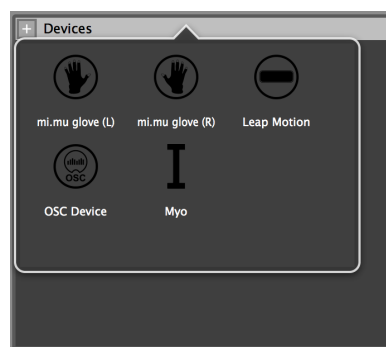 + Devices
mi.mu glove (L) mi.mu glove (R) Leap Motion
OSC
OSC Device Myo